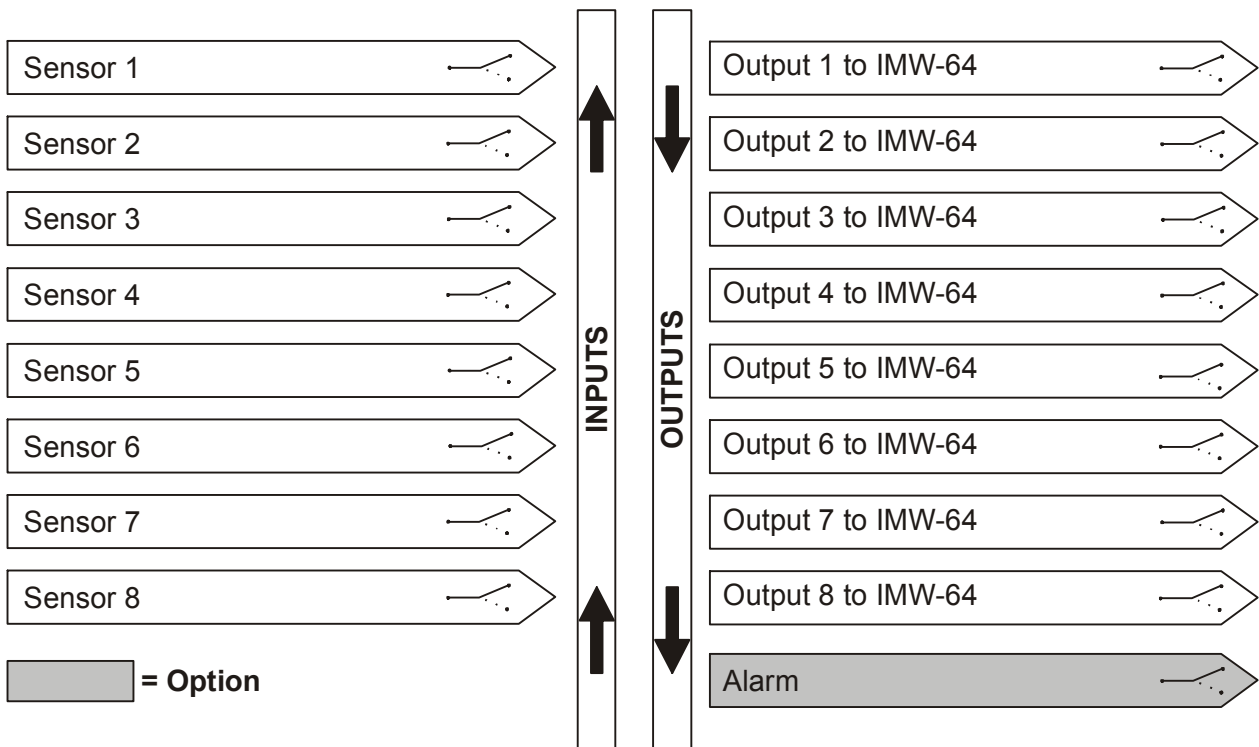 Sensor 1
Sensor 2
Sensor 3
Sensor 4
Sensor 5
Sensor 6
Sensor 7
Sensor 8
= Option
INPUTS
OUTPUTS
Output 1 to IMW-64
Output 2 to IMW-64
Output 3 to IMW-64
Output 4 to IMW-64
Output 5 to IMW-64
Output 6 to IMW-64
Output 7 to IMW-64
Output 8 to IMW-64
Alarm